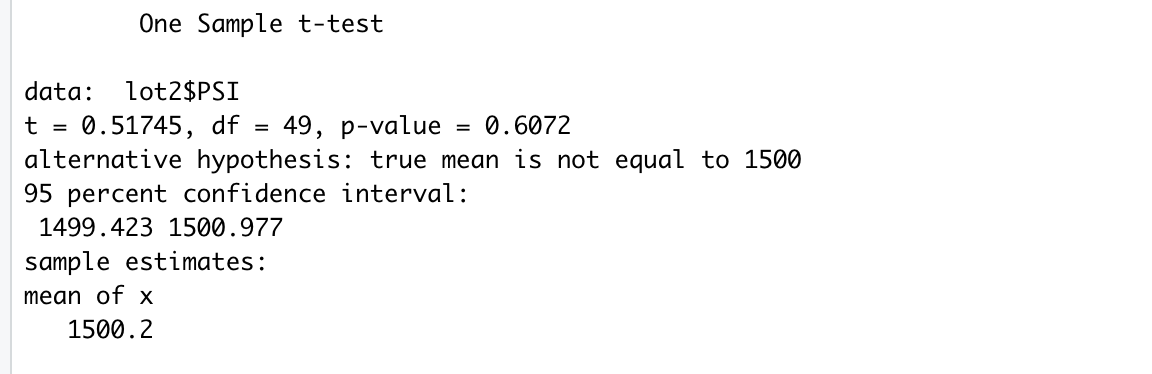 One Sample t-test
data:  lot2$PSI
t = 0.51745, df = 49, p-value = 0.6072
alternative hypothesis: true mean is not equal to 1500
95 percent confidence interval:
 1499.423 1500.977
sample estimates:
mean of x
   1500.2